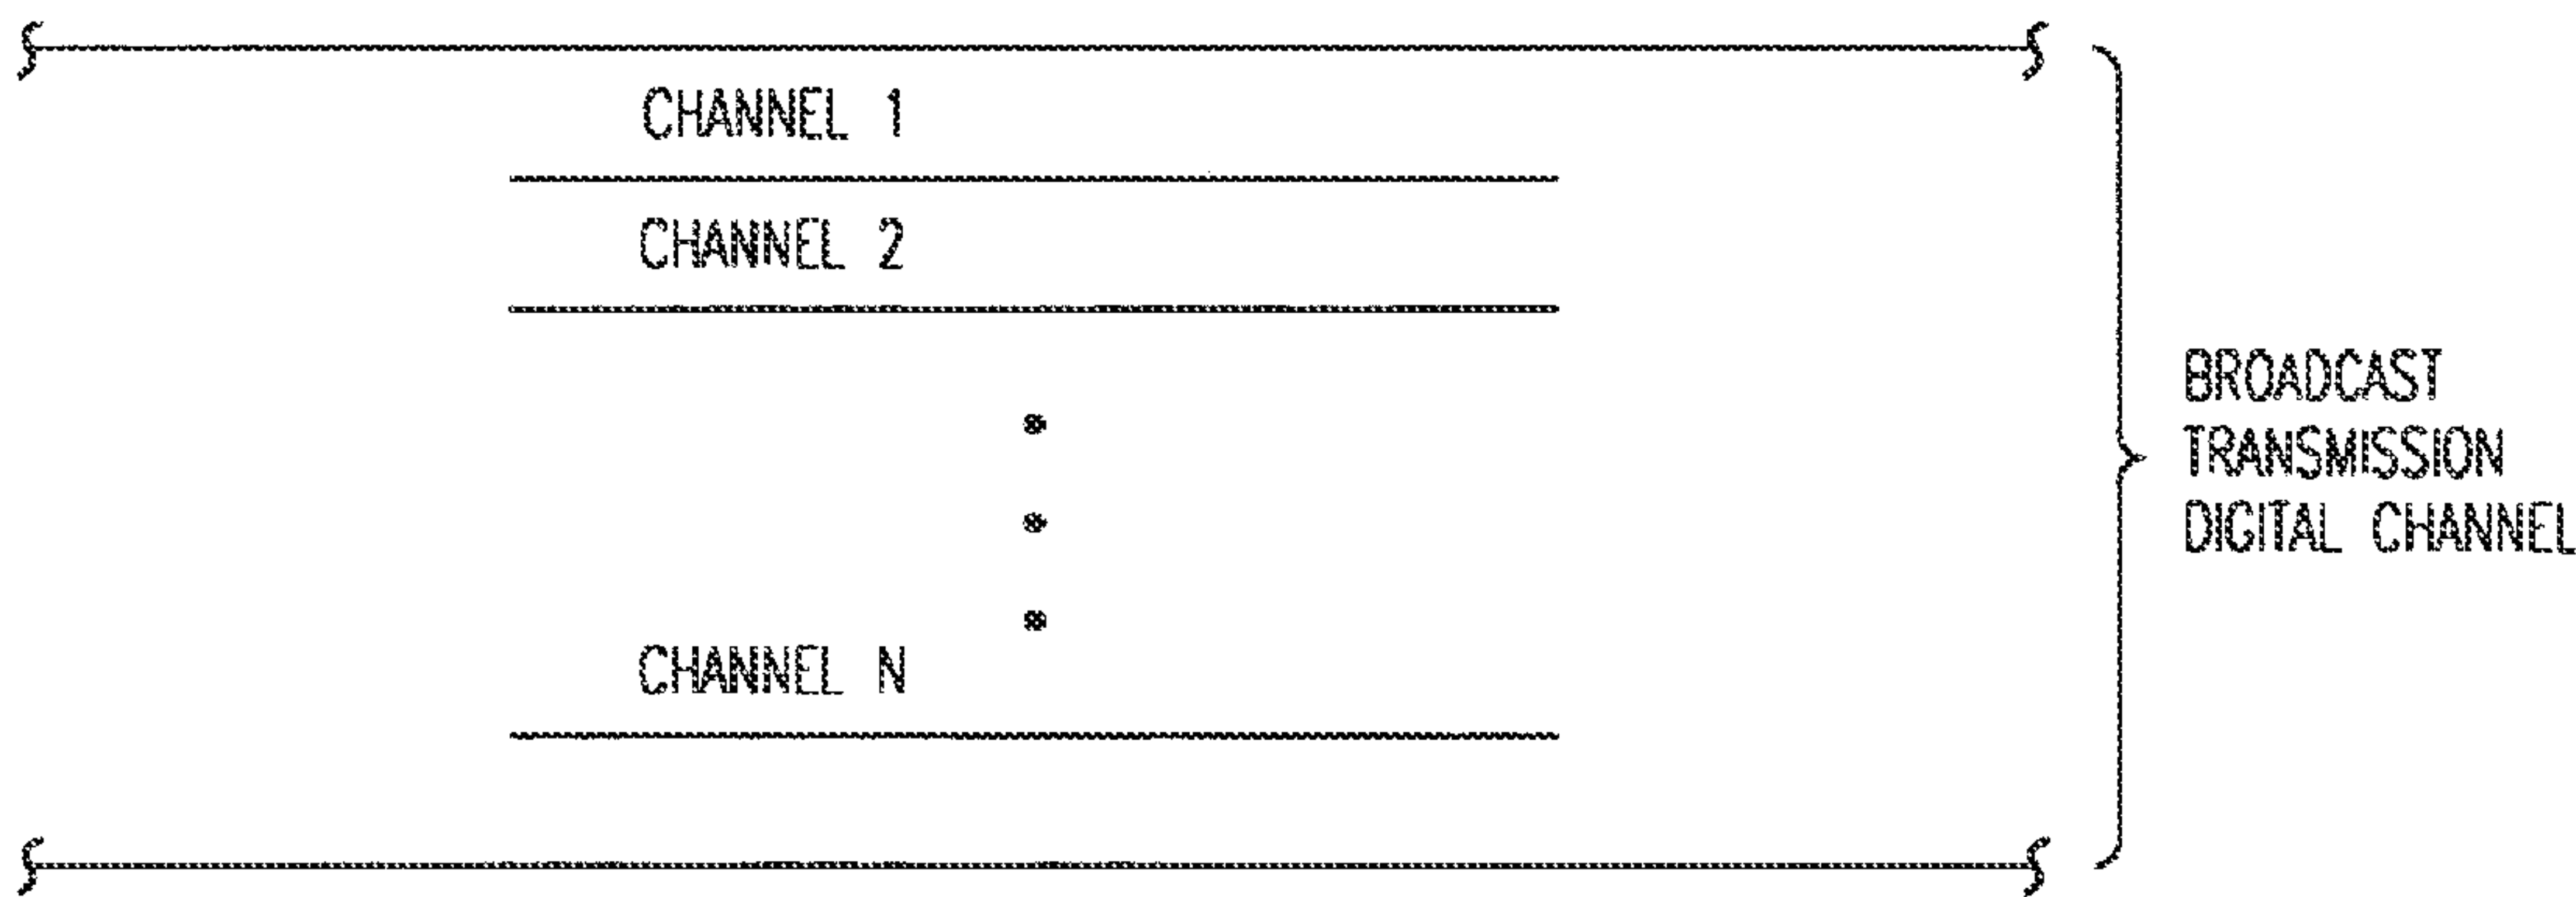 CHANNEL 1
CHANNEL 2
CHANNEL N
BROADCAST
TRANSMISSION
DIGITAL CHANNEL